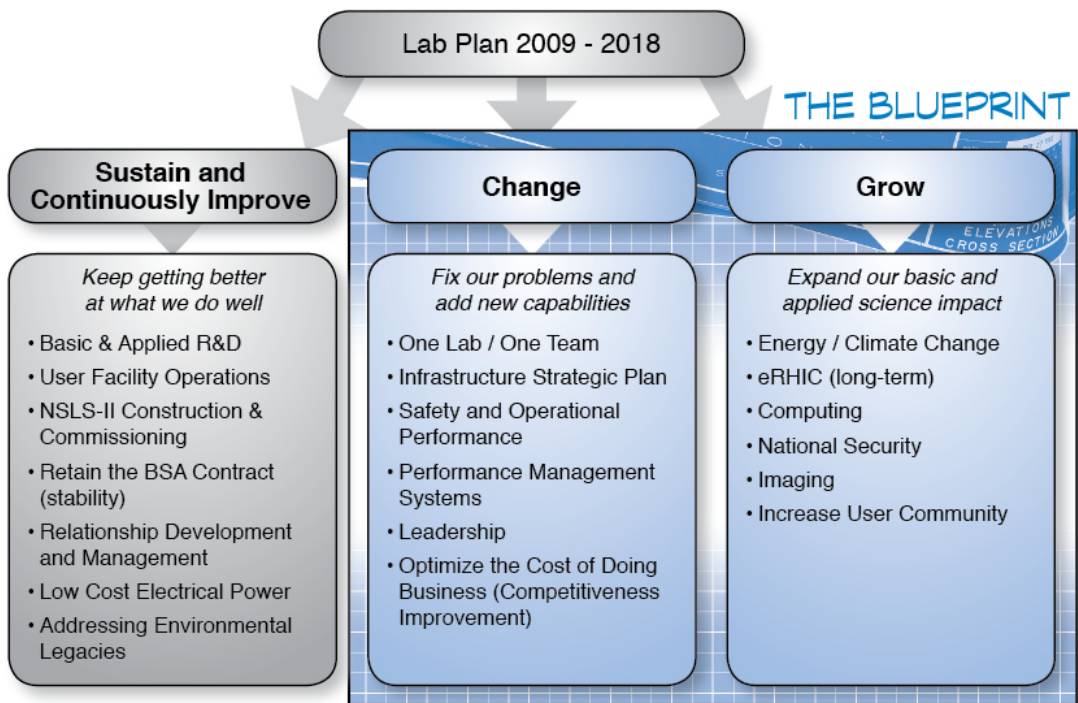 Lab Plan 2009 - 2018
THE BLUEPRINT
Sustain and
Continuously Improve
Keep getting better
at what we do well
• Basic & Applied R&D
• User Facility Operations
• NSLS-II Construction &
Commissioning
• Retain the BSA Contract
(stability)
• Relationship Development
and Management
• Low Cost Electrical Power
• Addressing Environmental
Legacies
Change
Fix our problems and
add new capabilities
• One Lab / One Team
• Infrastructure Strategic Plan
• Safety and Operational
Performance
• Performance Management
Systems
• Leadership
• Optimize the Cost of Doing
Business (Competitiveness
Improvement)
Grow
ELEVATIONS
CROSS SECTION
Expand our basic and
applied science impact
• Energy / Climate Change
• eRHIC (long-term)
• Computing
• National Security
• Imaging
• Increase User Community